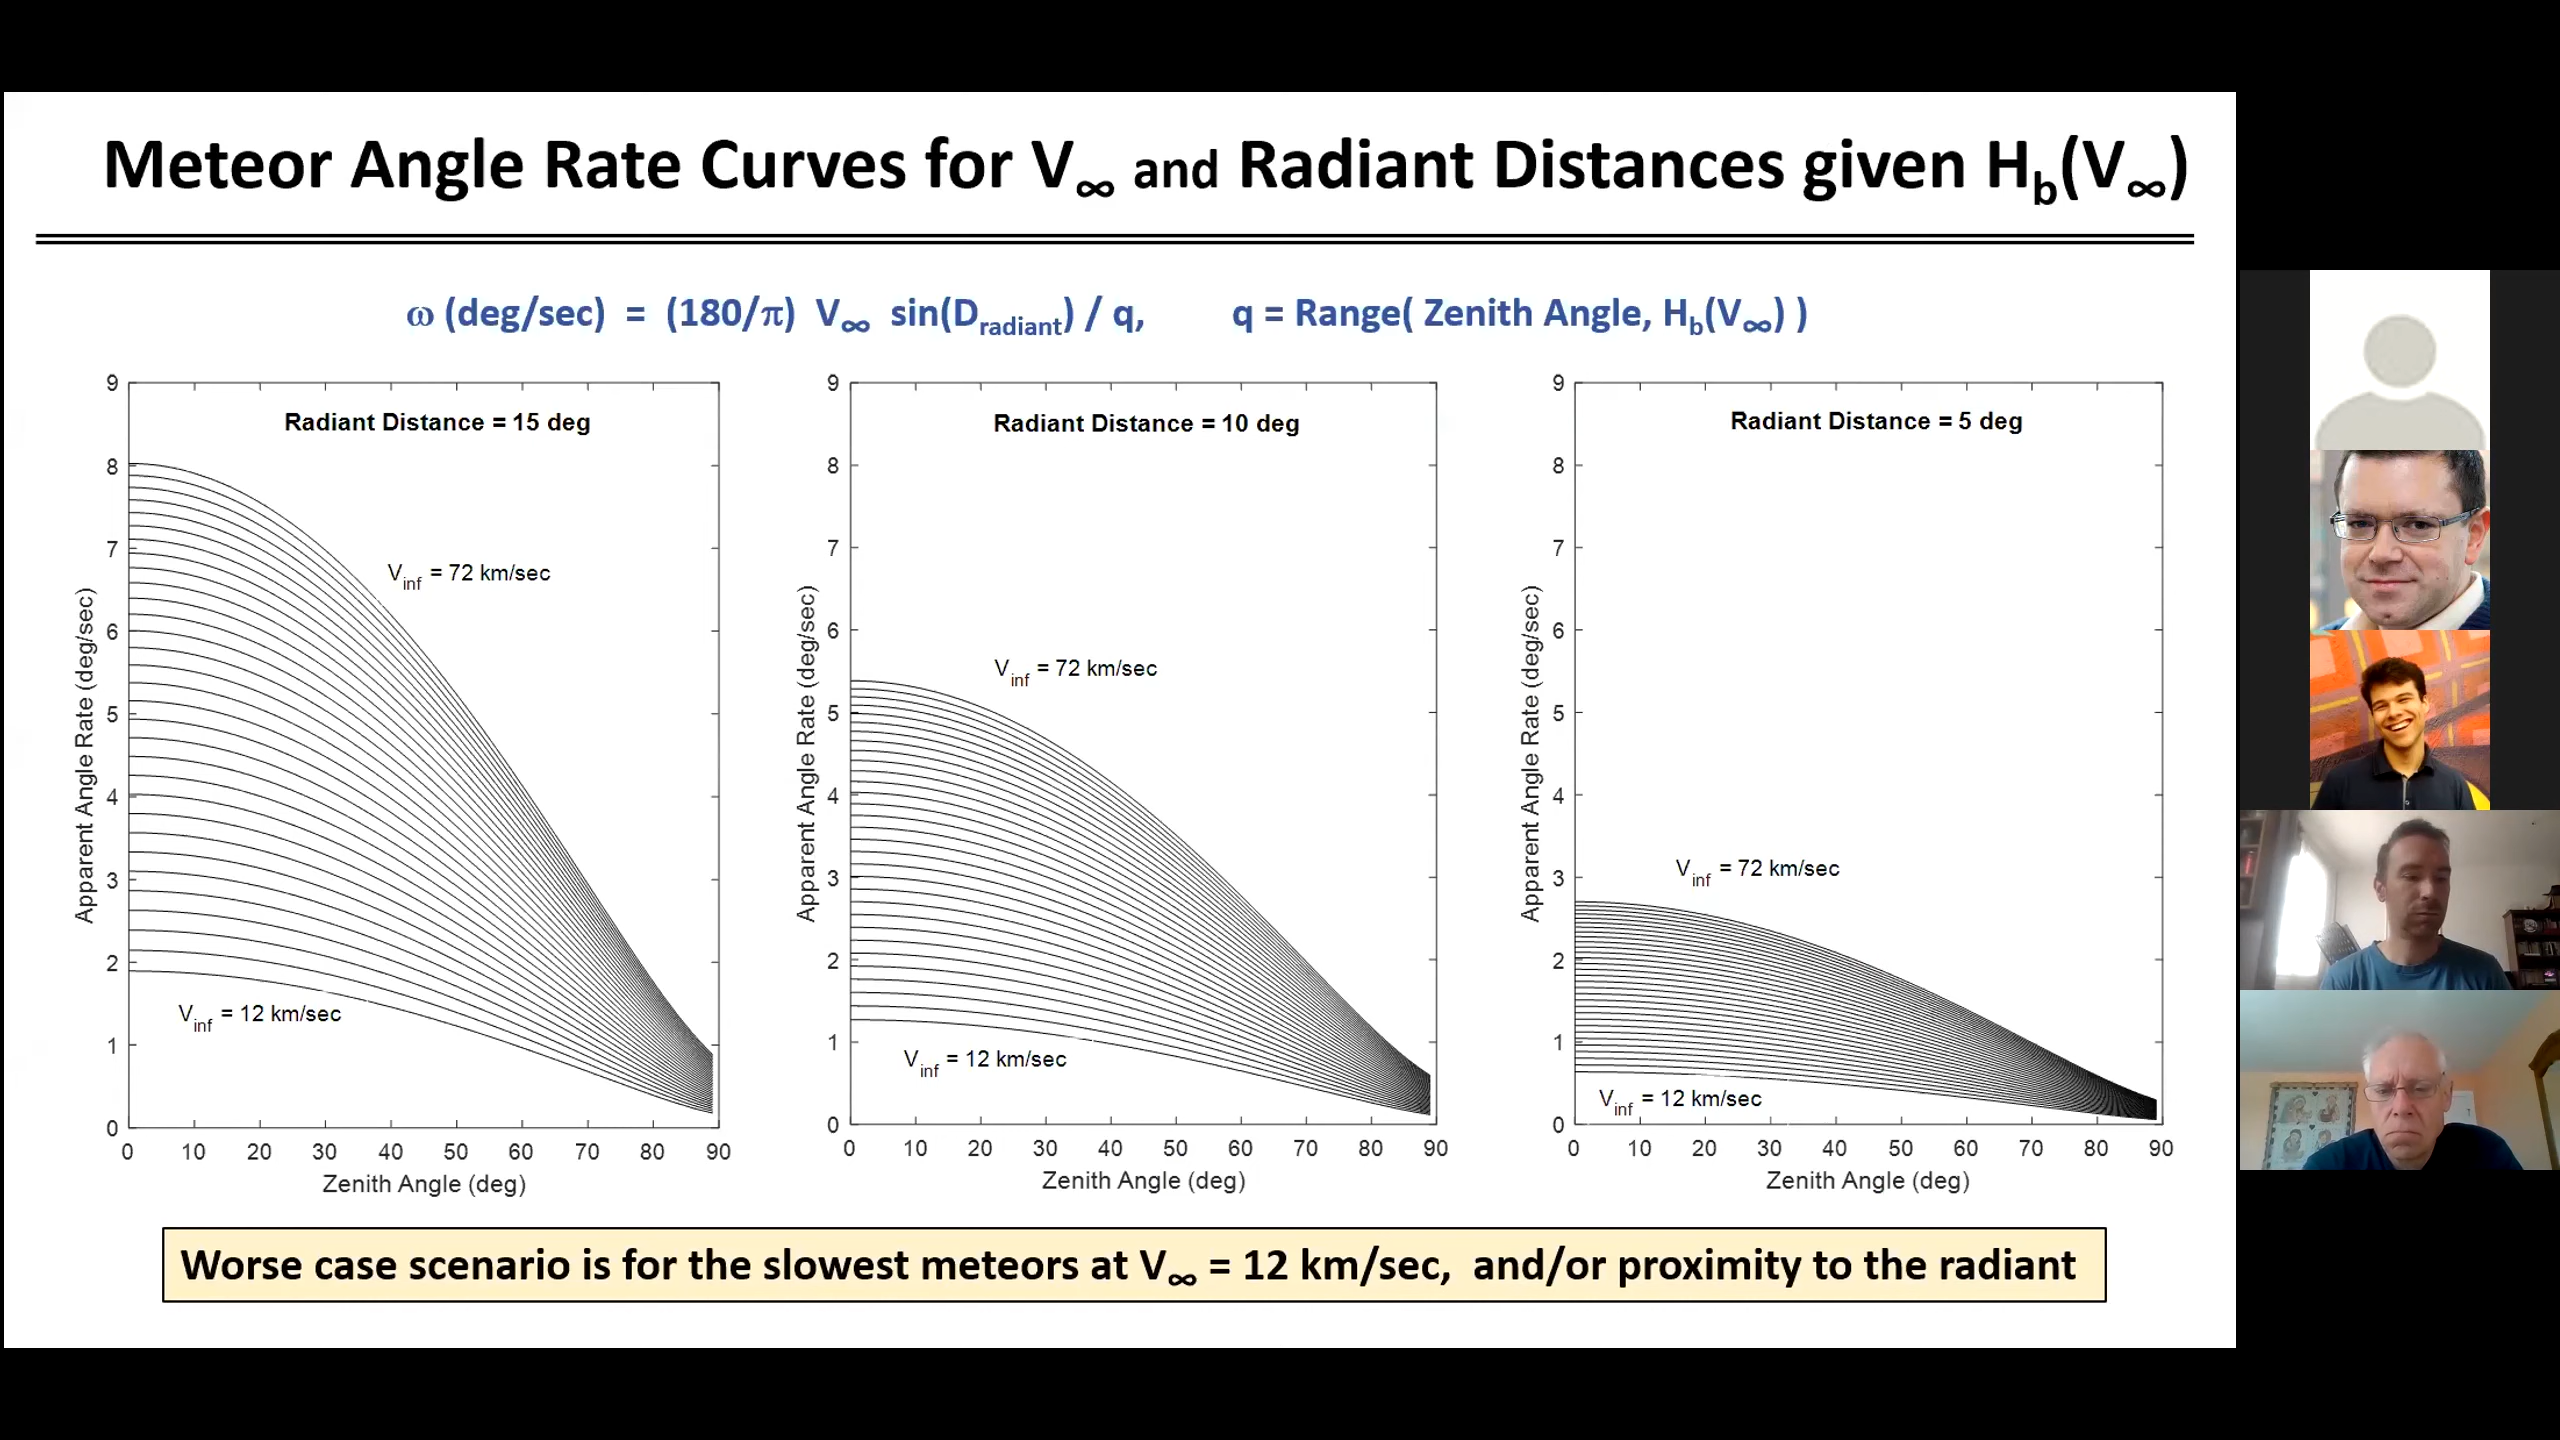 Meteor Angle Rate Curves for V∞ and Radiant Distances given Hb(V∞)
ω (deg/sec) = (180/π) V∞ sin(Dradiant) / q, q = Range( Zenith Angle, Hb(V∞) )
Radiant Distance = 15 deg
Vinf = 72 km/sec
Vinf = 12 km/sec
Apparent Angle Rate (deg/sec)
9
8
7
6
5
4
3
2
1
0
0 10 20 30 40 50 60 70 80 90
Zenith Angle (deg)
Radiant Distance = 10 deg
Vinf = 72 km/sec
Vinf = 12 km/sec
Apparent Angle Rate (deg/sec)
9
8
7
6
5
4
3
2
1
0
0 10 20 30 40 50 60 70 80 90
Zenith Angle (deg)
Radiant Distance = 5 deg
Vinf = 72 km/sec
Vinf = 12 km/sec
Apparent Angle Rate (deg/sec)
9
8
7
6
5
4
3
2
1
0
0 10 20 30 40 50 60 70 80 90
Zenith Angle (deg)
Worse case scenario is for the slowest meteors at V∞ = 12 km/sec, and/or proximity to the radiant